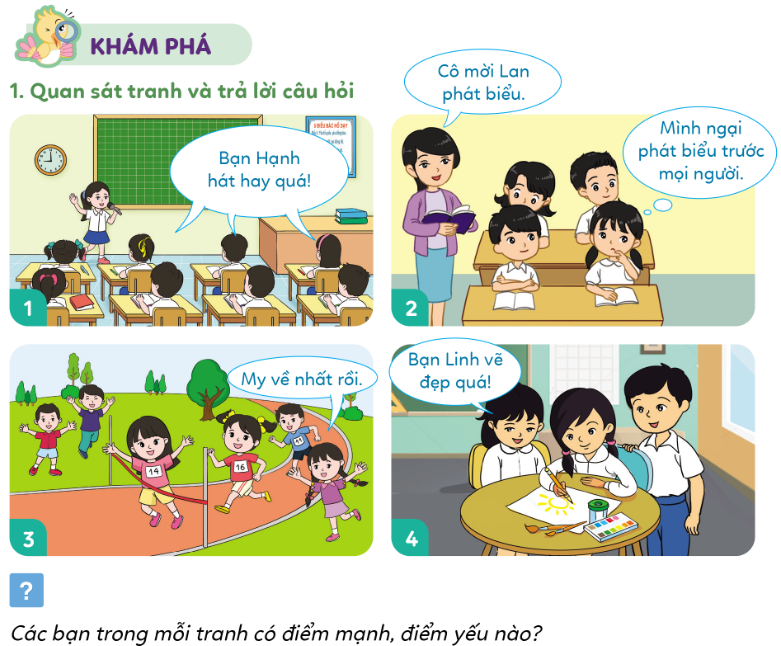 KHÁM PHÁ
1. Quan sát tranh và trả lời câu hỏi
Bạn Hạnh
hát hay quá!
1
Cô mời Lan
phát biểu.
Mình ngại
phát biểu trước
mọi người.
2
My về nhất rồi.
14
16
3
Bạn Linh vẽ
đẹp quá!
4
?
Các bạn trong mỗi tranh có điểm mạnh, điểm yếu nào?